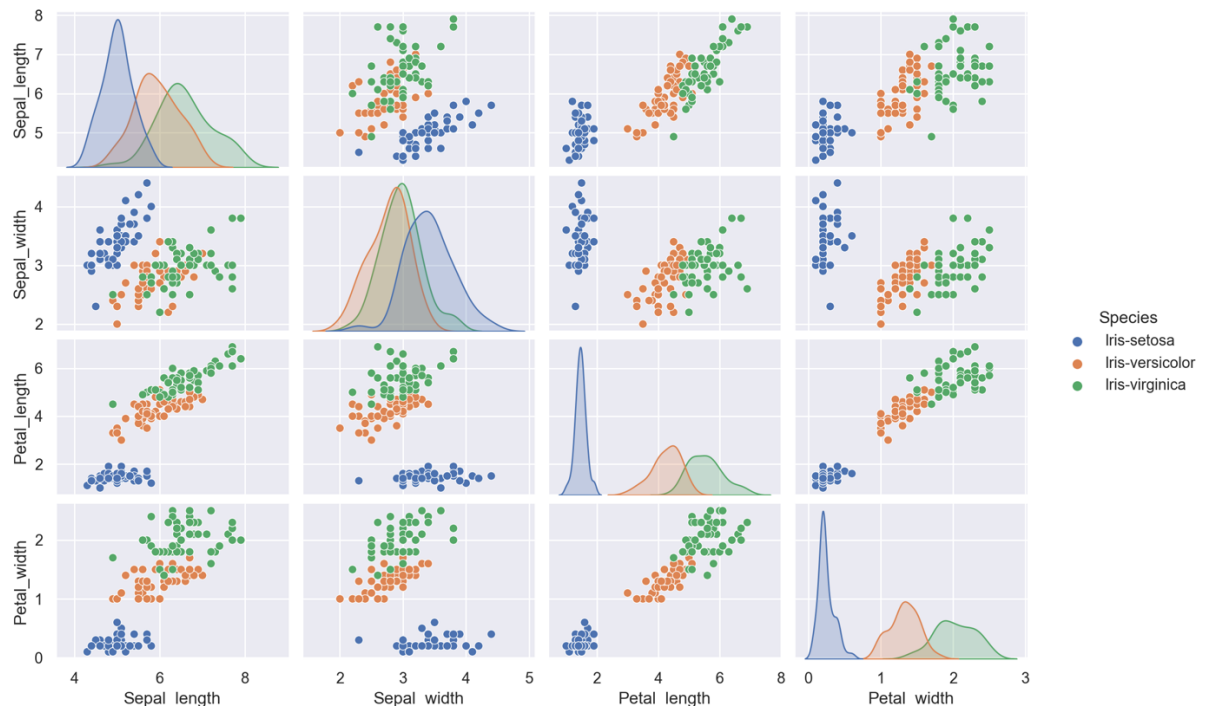 Sepal_length
8
7
6
5
Sepal_width
4
3
2
Petal_length
6
4
2
Petal_width
2
1
0
4 6 8
Sepal_length
2 3 4 5
Sepal_width
2 4 6 8
Petal_length
0 1 2 3
Petal_width
Species
Iris-setosa
Iris-versicolor
Iris-virginica